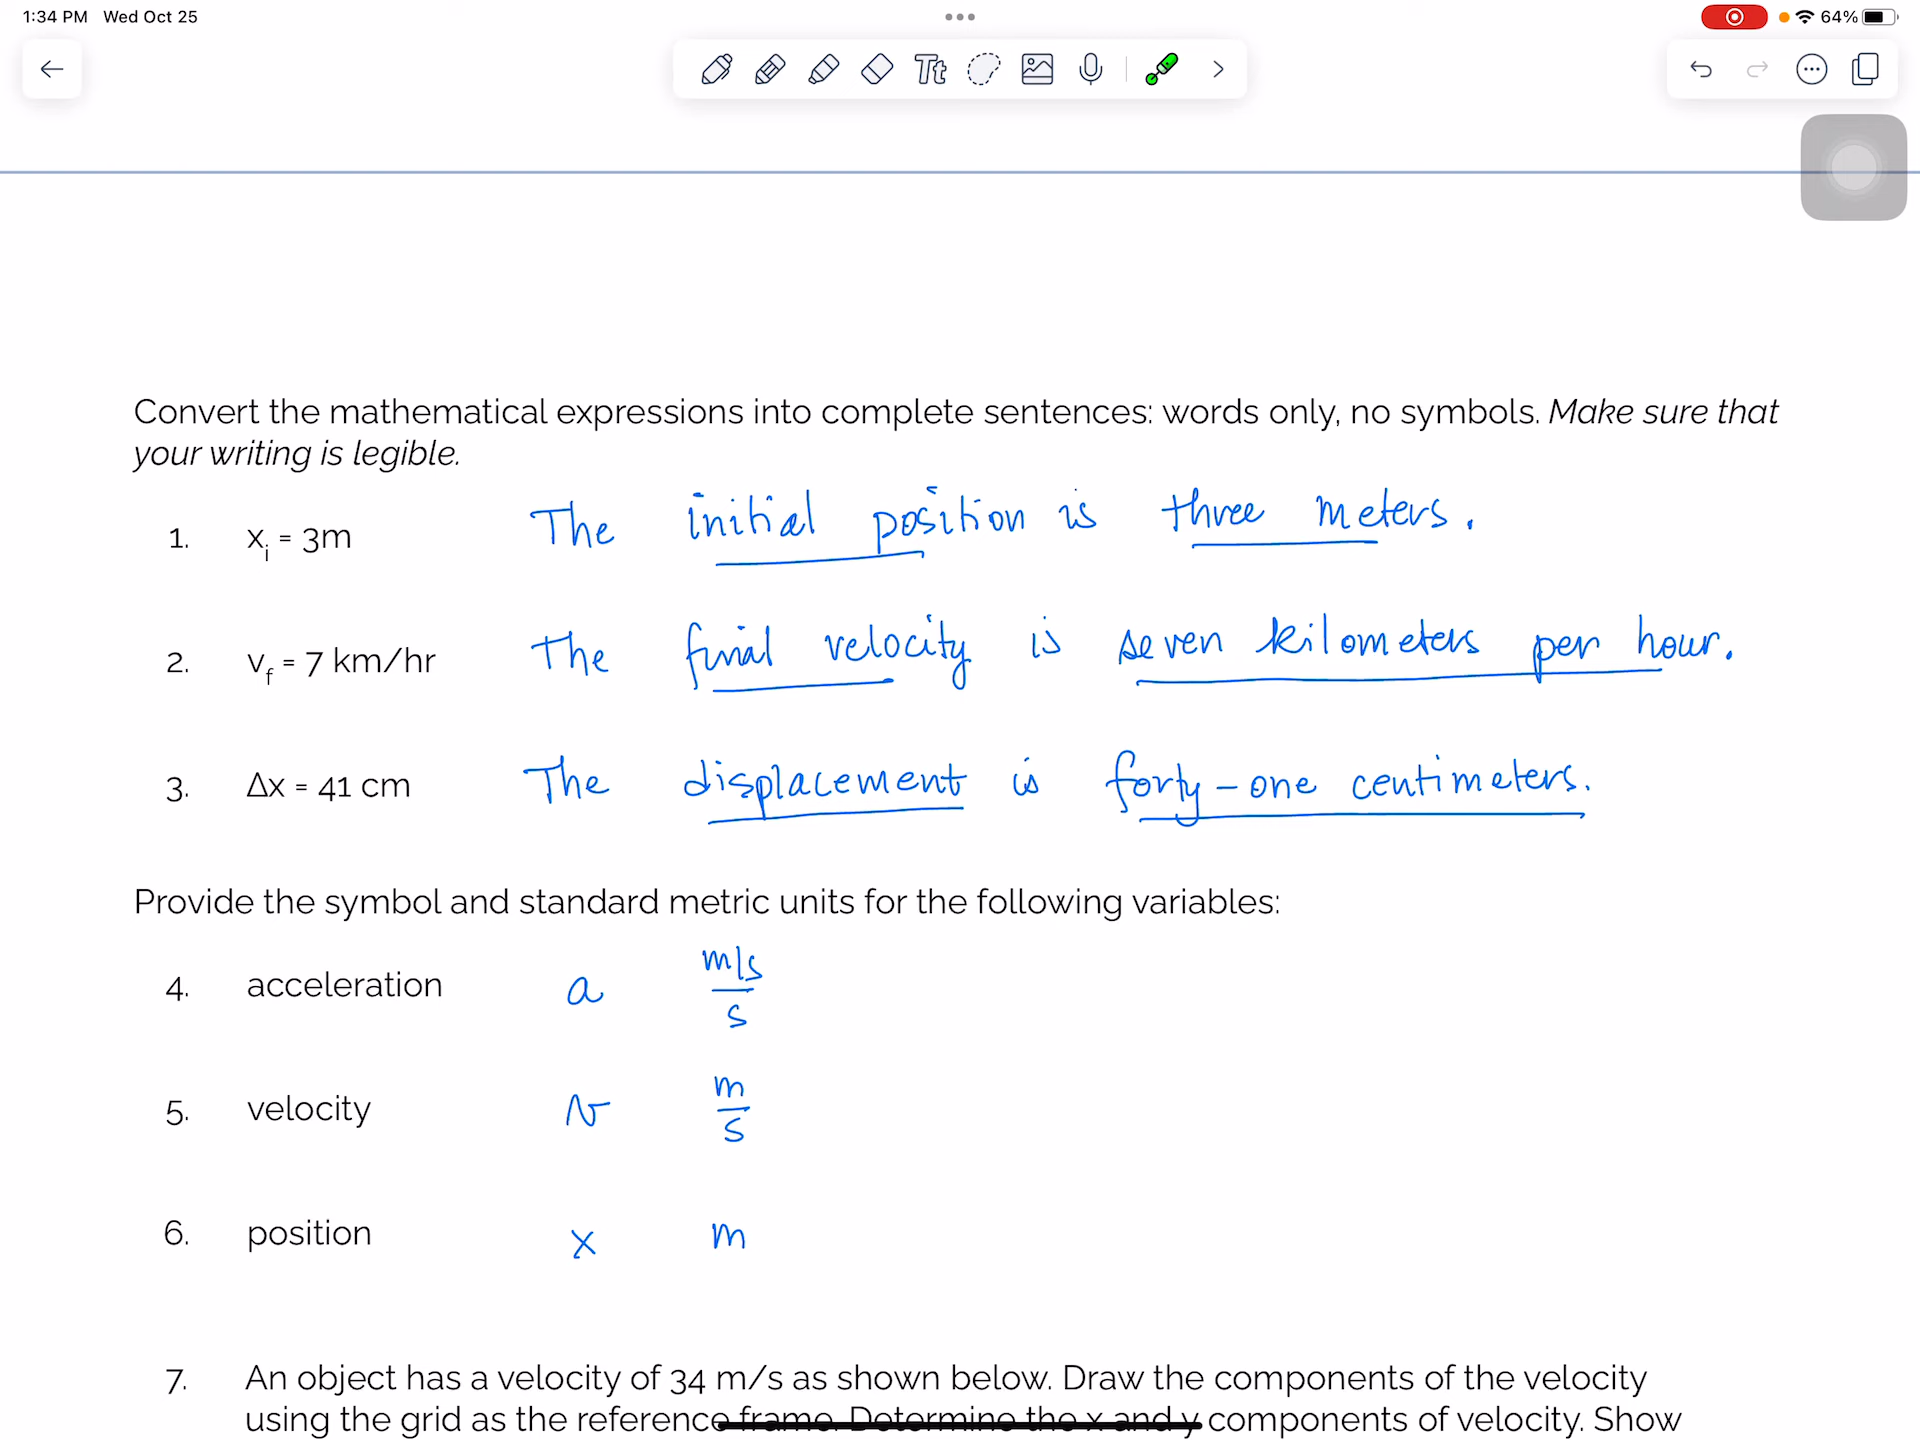 1:34 PM Wed Oct 25
64%
Tt
Convert the mathematical expressions into complete sentences: words only, no symbols. Make sure that
your writing is legible.
1. xᵢ = 3m The initial position is three meters.
2. v_f = 7 km/hr The final velocity is seven kilometers per hour.
3. Δx = 41 cm The displacement is forty-one centimeters.
Provide the symbol and standard metric units for the following variables:
4. acceleration a m/s / s
5. velocity v m / s
6. position x m
7. An object has a velocity of 34 m/s as shown below. Draw the components of the velocity
using the grid as the reference frame. Determine the x and y components of velocity. Show